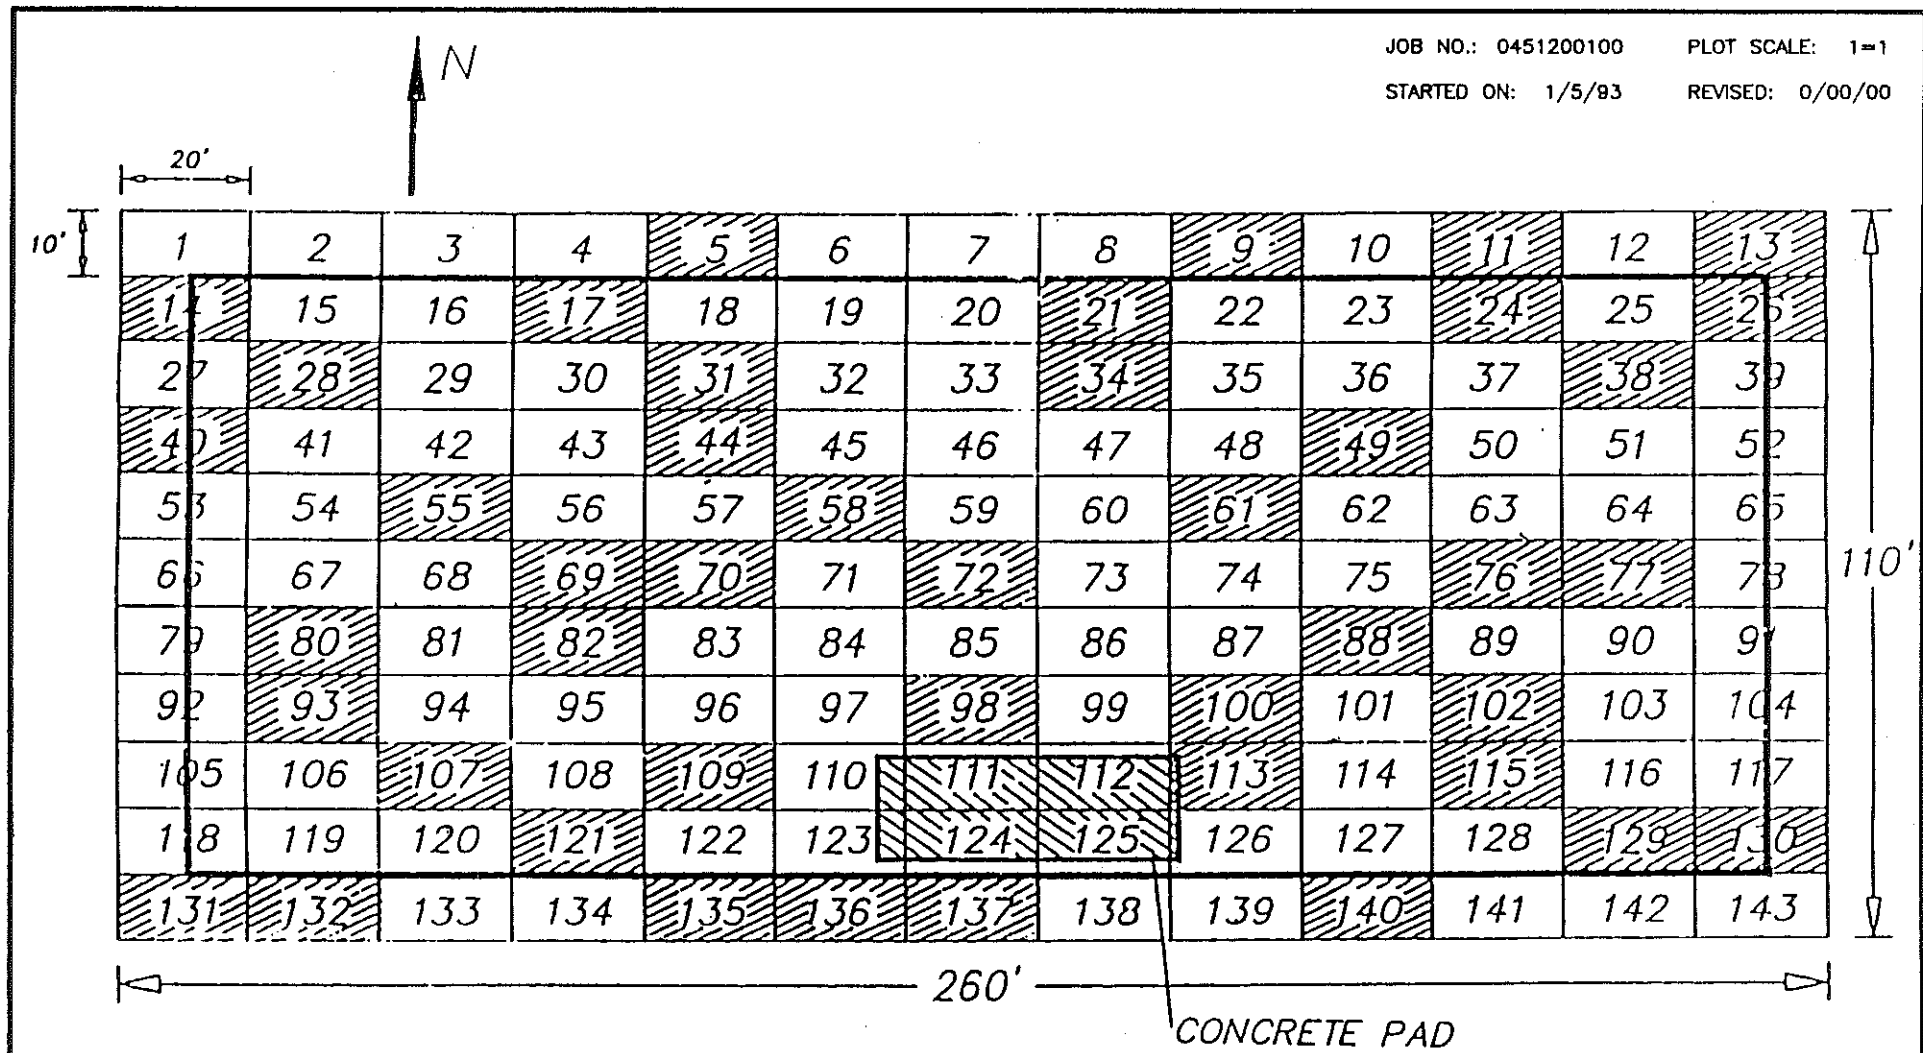 JOB NO.: 0451200100 PLOT SCALE: 1=1
STARTED ON: 1/5/93 REVISED: 0/00/00
N
20'
10'
1 2 3 4 5 6 7 8 9 10 11 12 13
14 15 16 17 18 19 20 21 22 23 24 25 26
27 28 29 30 31 32 33 34 35 36 37 38 39
40 41 42 43 44 45 46 47 48 49 50 51 52
53 54 55 56 57 58 59 60 61 62 63 64 65
66 67 68 69 70 71 72 73 74 75 76 77 78
110'
79 80 81 82 83 84 85 86 87 88 89 90 91
92 93 94 95 96 97 98 99 100 101 102 103 104
105 106 107 108 109 110 111 112 113 114 115 116 117
118 119 120 121 122 123 124 125 126 127 128 129 130
131 132 133 134 135 136 137 138 139 140 141 142 143
260'
CONCRETE PAD